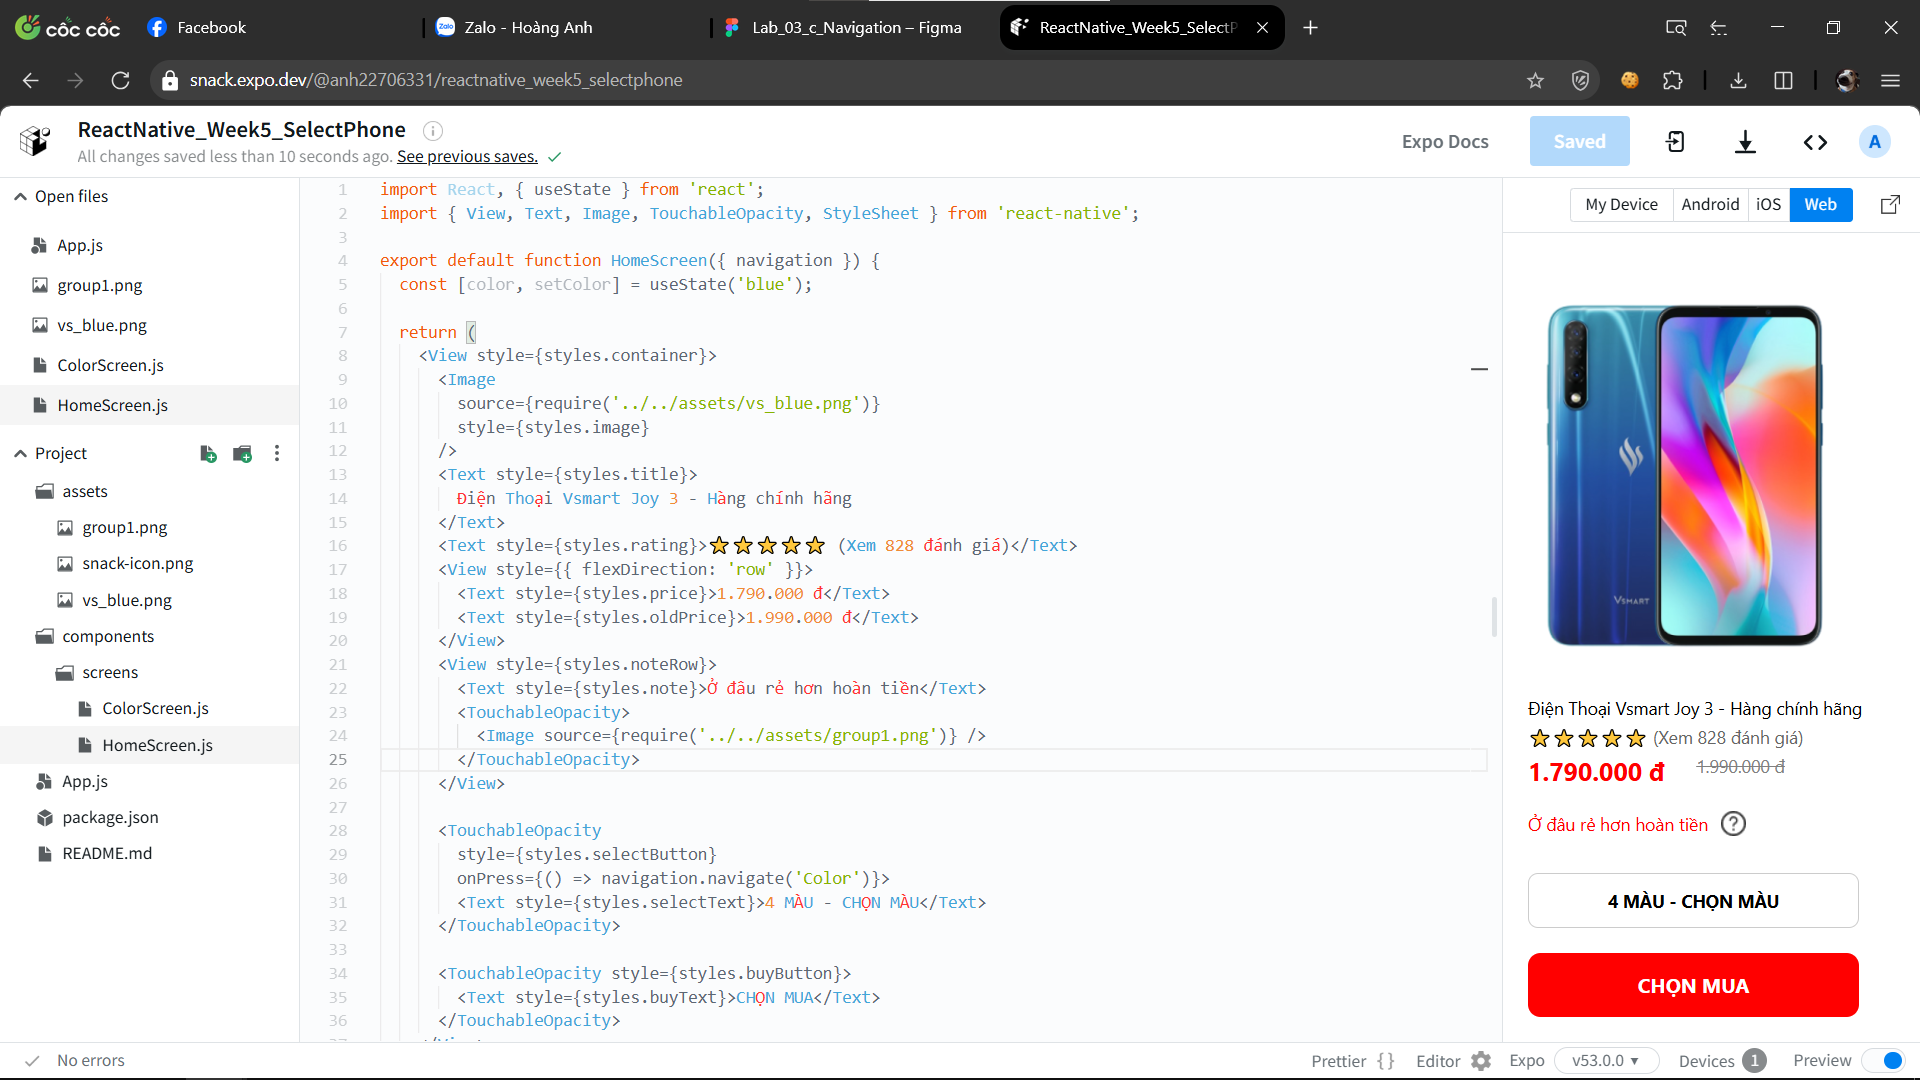 cốc cốc
Facebook
Zalo - Hoàng Anh
Lab_03_c_Navigation – Figma
ReactNative_Week5_SelectP
snack.expo.dev/@anh22706331/reactnative_week5_selectphone
ReactNative_Week5_SelectPhone
All changes saved less than 10 seconds ago. See previous saves.
Expo Docs
Saved
A
Open files
App.js
group1.png
vs_blue.png
ColorScreen.js
HomeScreen.js
Project
assets
group1.png
snack-icon.png
vs_blue.png
components
screens
ColorScreen.js
HomeScreen.js
App.js
package.json
README.md
1 import React, { useState } from 'react';
2 import { View, Text, Image, TouchableOpacity, StyleSheet } from 'react-native';
3
4 export default function HomeScreen({ navigation }) {
5 const [color, setColor] = useState('blue');
6
7 return (
8 <View style={styles.container}>
9 <Image
10 source={require('../../assets/vs_blue.png')}
11 style={styles.image}
12 />
13 <Text style={styles.title}>
14 Điện Thoại Vsmart Joy 3 - Hàng chính hãng
15 </Text>
16 <Text style={styles.rating}>⭐⭐⭐⭐⭐ (Xem 828 đánh giá)</Text>
17 <View style={{ flexDirection: 'row' }}>
18 <Text style={styles.price}>1.790.000 đ</Text>
19 <Text style={styles.oldPrice}>1.990.000 đ</Text>
20 </View>
21 <View style={styles.noteRow}>
22 <Text style={styles.note}>Ở đâu rẻ hơn hoàn tiền</Text>
23 <TouchableOpacity>
24 <Image source={require('../../assets/group1.png')} />
25 </TouchableOpacity>
26 </View>
27
28 <TouchableOpacity
29 style={styles.selectButton}
30 onPress={() => navigation.navigate('Color')}>
31 <Text style={styles.selectText}>4 MÀU - CHỌN MÀU</Text>
32 </TouchableOpacity>
33
34 <TouchableOpacity style={styles.buyButton}>
35 <Text style={styles.buyText}>CHỌN MUA</Text>
36 </TouchableOpacity>
My Device
Android
iOS
Web
VSMART
Điện Thoại Vsmart Joy 3 - Hàng chính hãng
⭐⭐⭐⭐⭐ (Xem 828 đánh giá)
1.790.000 đ 1.990.000 đ
Ở đâu rẻ hơn hoàn tiền ?
4 MÀU - CHỌN MÀU
CHỌN MUA
No errors
Prettier { }
Editor
Expo
v53.0.0
Devices 1
Preview